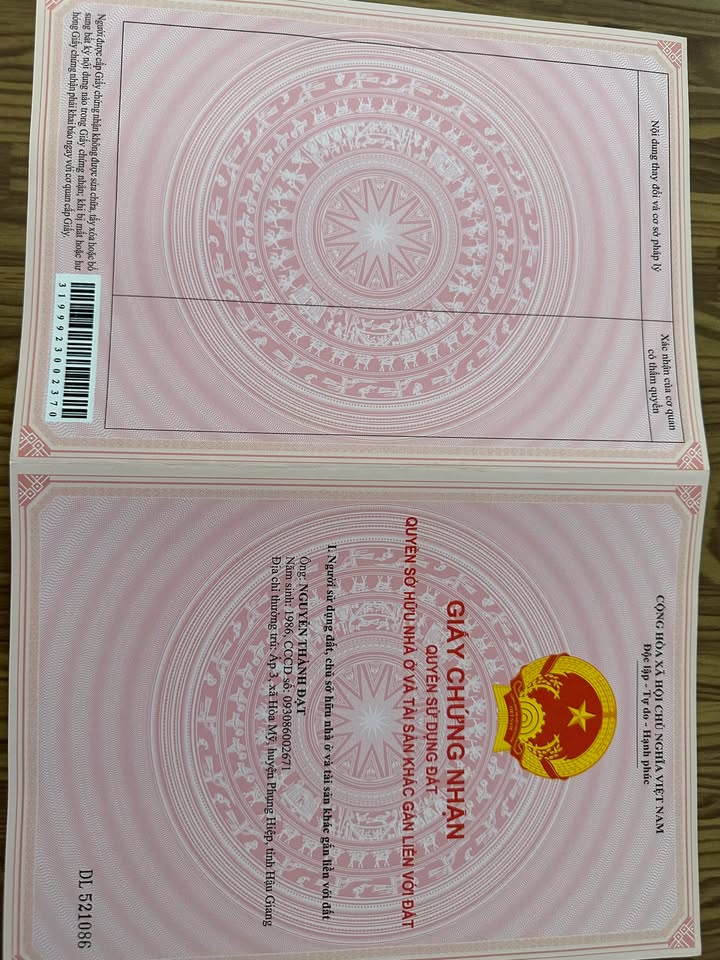 Nội dung thay đổi và cơ sở pháp lý
Xác nhận của cơ quan
có thẩm quyền
Người được cấp Giấy chứng nhận không được sửa chữa, tẩy xóa hoặc bổ
sung bất kỳ nội dung nào trong Giấy chứng nhận; khi bị mất hoặc hư
hỏng Giấy chứng nhận phải khai báo ngay với cơ quan cấp Giấy.
3199923002370
CỘNG HÒA XÃ HỘI CHỦ NGHĨA VIỆT NAM
Độc lập - Tự do - Hạnh phúc
VIỆT NAM
GIẤY CHỨNG NHẬN
QUYỀN SỬ DỤNG ĐẤT
QUYỀN SỞ HỮU NHÀ Ở VÀ TÀI SẢN KHÁC GẮN LIỀN VỚI ĐẤT
I. Người sử dụng đất, chủ sở hữu nhà ở và tài sản khác gắn liền với đất
Ông: NGUYỄN THÀNH ĐẠT
Năm sinh: 1986, CCCD số: 093086002671
Địa chỉ thường trú: Ấp 3, xã Hòa Mỹ, huyện Phụng Hiệp, tỉnh Hậu Giang
DL 521086